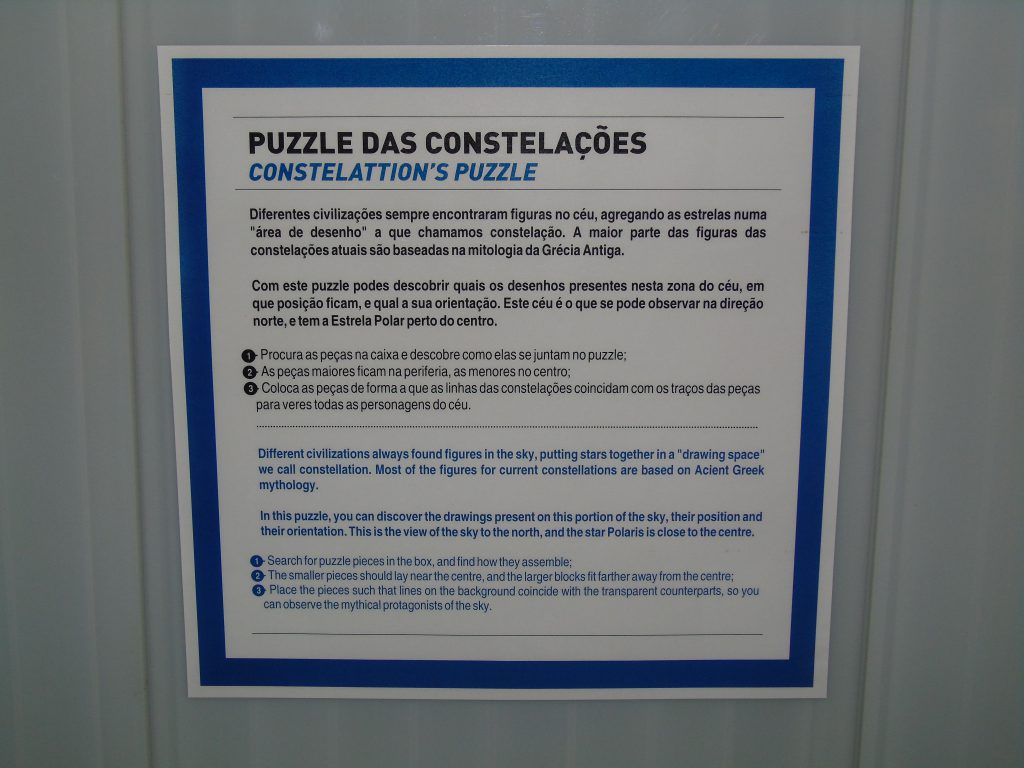 PUZZLE DAS CONSTELAÇÕES
CONSTELATTION'S PUZZLE
Diferentes civilizações sempre encontraram figuras no céu, agregando as estrelas numa
"área de desenho" a que chamamos constelação. A maior parte das figuras das
constelações atuais são baseadas na mitologia da Grécia Antiga.
Com este puzzle podes descobrir quais os desenhos presentes nesta zona do céu, em
que posição ficam, e qual a sua orientação. Este céu é o que se pode observar na direção
norte, e tem a Estrela Polar perto do centro.
1 Procura as peças na caixa e descobre como elas se juntam no puzzle;
2 As peças maiores ficam na periferia, as menores no centro;
3 Coloca as peças de forma a que as linhas das constelações coincidam com os traços das peças
para veres todas as personagens do céu.
Different civilizations always found figures in the sky, putting stars together in a "drawing space"
we call constellation. Most of the figures for current constellations are based on Acient Greek
mythology.
In this puzzle, you can discover the drawings present on this portion of the sky, their position and
their orientation. This is the view of the sky to the north, and the star Polaris is close to the centre.
1 Search for puzzle pieces in the box, and find how they assemble;
2 The smaller pieces should lay near the centre, and the larger blocks fit farther away from the centre;
3 Place the pieces such that lines on the background coincide with the transparent counterparts, so you
can observe the mythical protagonists of the sky.